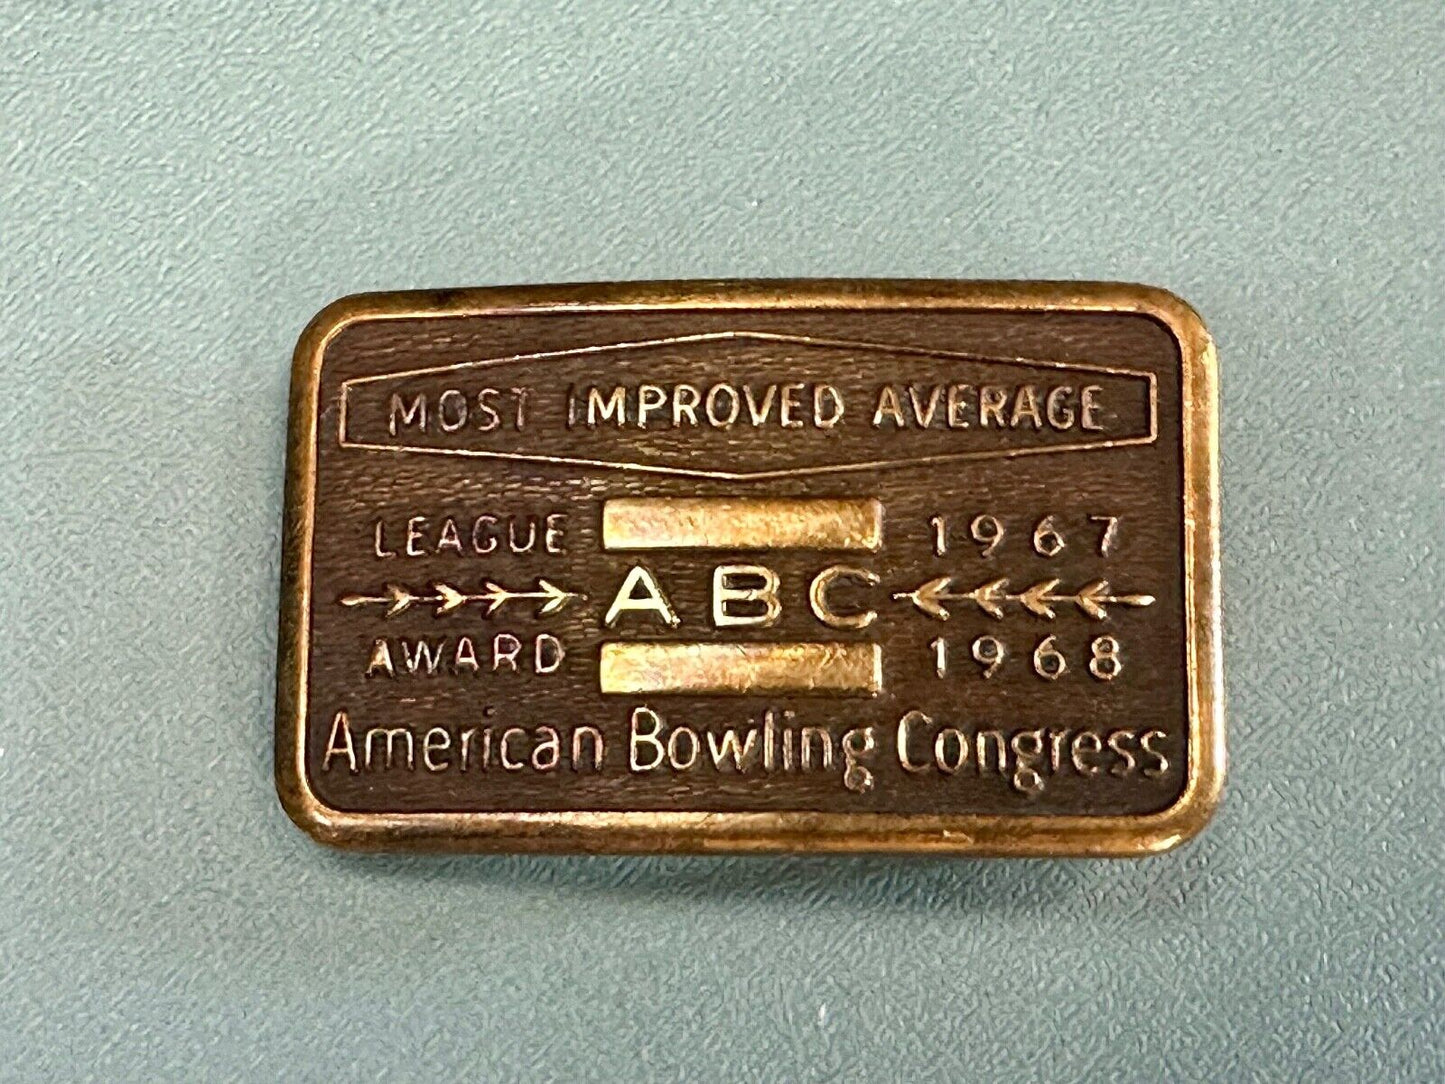 MOST IMPROVED AVERAGE
LEAGUE 1967
ABC
AWARD 1968
American Bowling Congress